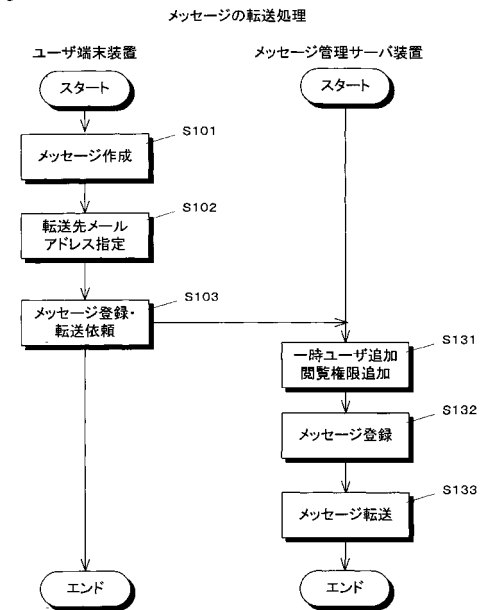 メッセージの転送処理
ユーザ端末装置
メッセージ管理サーバ装置
スタート
スタート
メッセージ作成
S101
転送先メール
アドレス指定
S102
メッセージ登録・
転送依頼
S103
一時ユーザ追加
閲覧権限追加
S131
メッセージ登録
S132
メッセージ転送
S133
エンド
エンド